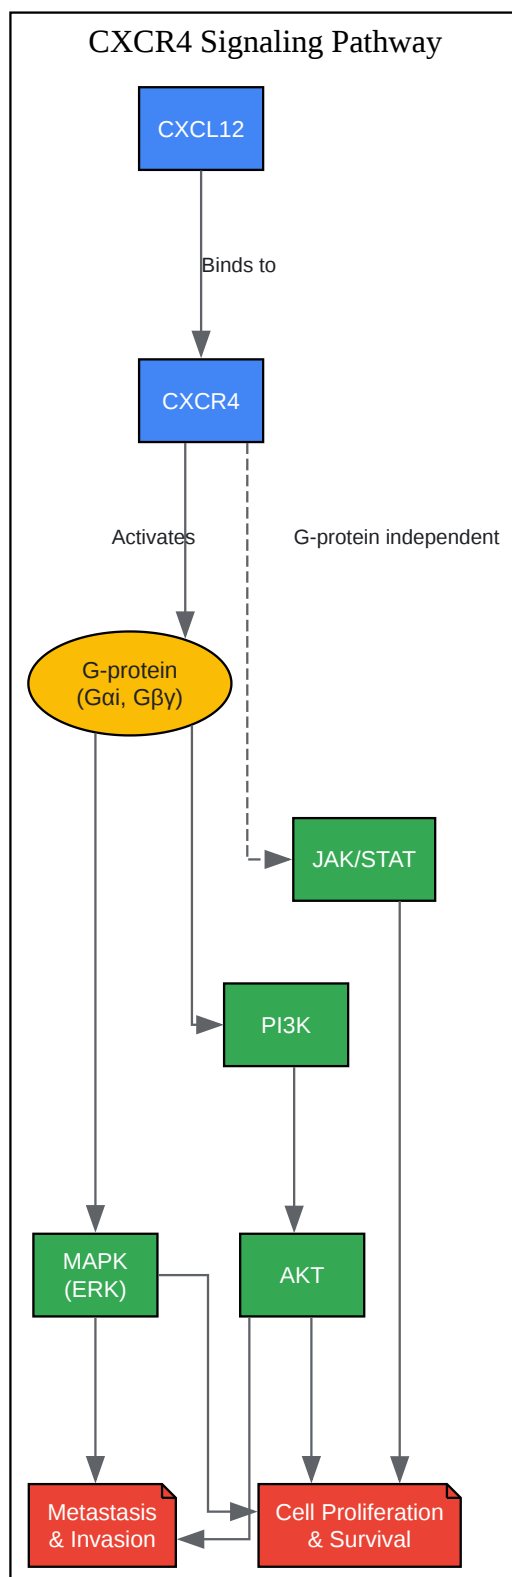 CXCR4 Signaling Pathway
CXCL12
Binds to
CXCR4
Activates
G-protein independent
G-protein
(Gαi, Gβγ)
JAK/STAT
PI3K
MAPK
(ERK)
AKT
Metastasis
& Invasion
Cell Proliferation
& Survival